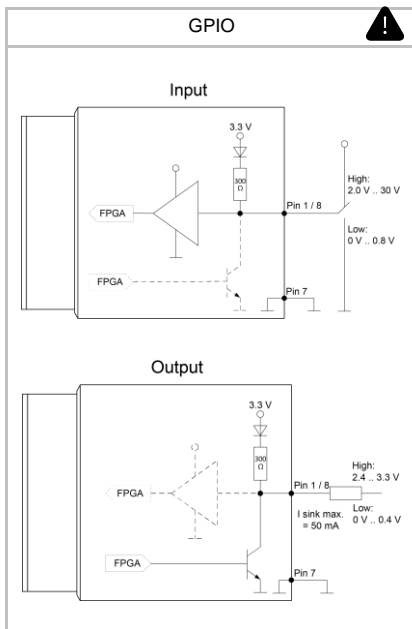 GPIO
Input
3.3 V
300
Ω
High:
2.0 V .. 30 V
FPGA
Pin 1 / 8
Low:
0 V .. 0.8 V
FPGA
Pin 7
Output
3.3 V
300
Ω
High:
2.4 .. 3.3 V
FPGA
Pin 1 / 8
I sink max.
= 50 mA
Low:
0 V .. 0.4 V
FPGA
Pin 7